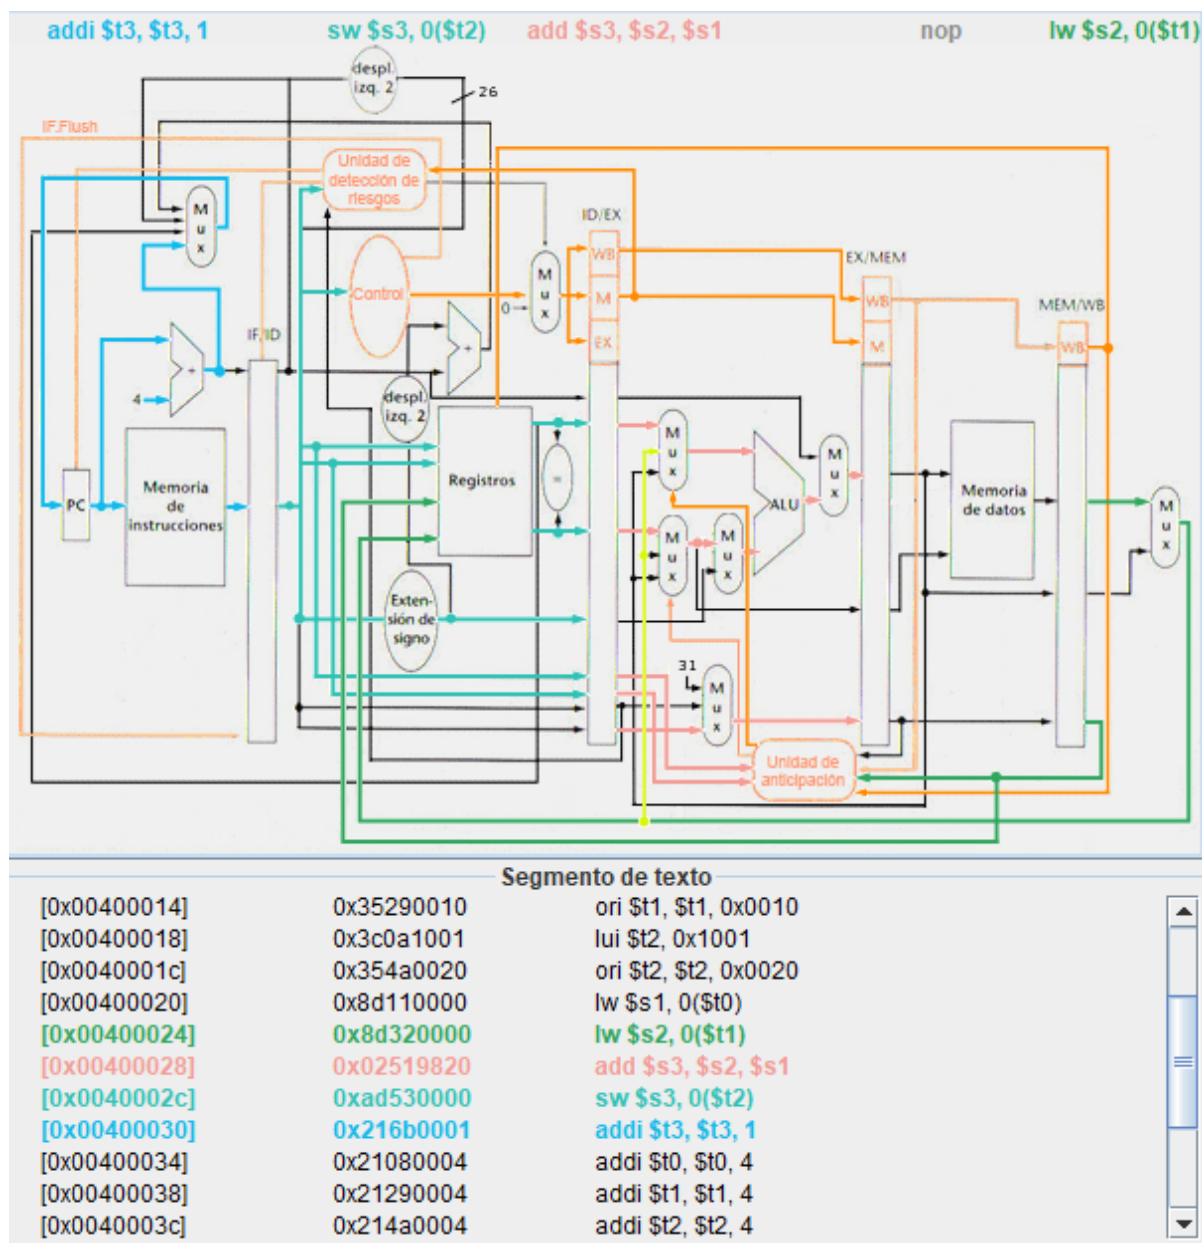 addi $t3, $t3, 1 sw $s3, 0($t2) add $s3, $s2, $s1 nop lw $s2, 0($t1)
despl.
izq. 2
26
IF.Flush
Unidad de
detección de
riesgos
M
u
x
ID/EX
WB
M
EX
Control
M
u
x
0
EX/MEM
WB
M
MEM/WB
WB
IF/ID
+
4
+
despl.
izq. 2
PC
Memoria
de
instrucciones
Registros
=
M
u
x
M
u
x
M
u
x
ALU
M
u
x
Memoria
de datos
M
u
x
Exten-
sión de
signo
31
M
u
x
Unidad de
anticipación
Segmento de texto
[0x00400014] 0x35290010 ori $t1, $t1, 0x0010
[0x00400018] 0x3c0a1001 lui $t2, 0x1001
[0x0040001c] 0x354a0020 ori $t2, $t2, 0x0020
[0x00400020] 0x8d110000 lw $s1, 0($t0)
[0x00400024] 0x8d320000 lw $s2, 0($t1)
[0x00400028] 0x02519820 add $s3, $s2, $s1
[0x0040002c] 0xad530000 sw $s3, 0($t2)
[0x00400030] 0x216b0001 addi $t3, $t3, 1
[0x00400034] 0x21080004 addi $t0, $t0, 4
[0x00400038] 0x21290004 addi $t1, $t1, 4
[0x0040003c] 0x214a0004 addi $t2, $t2, 4